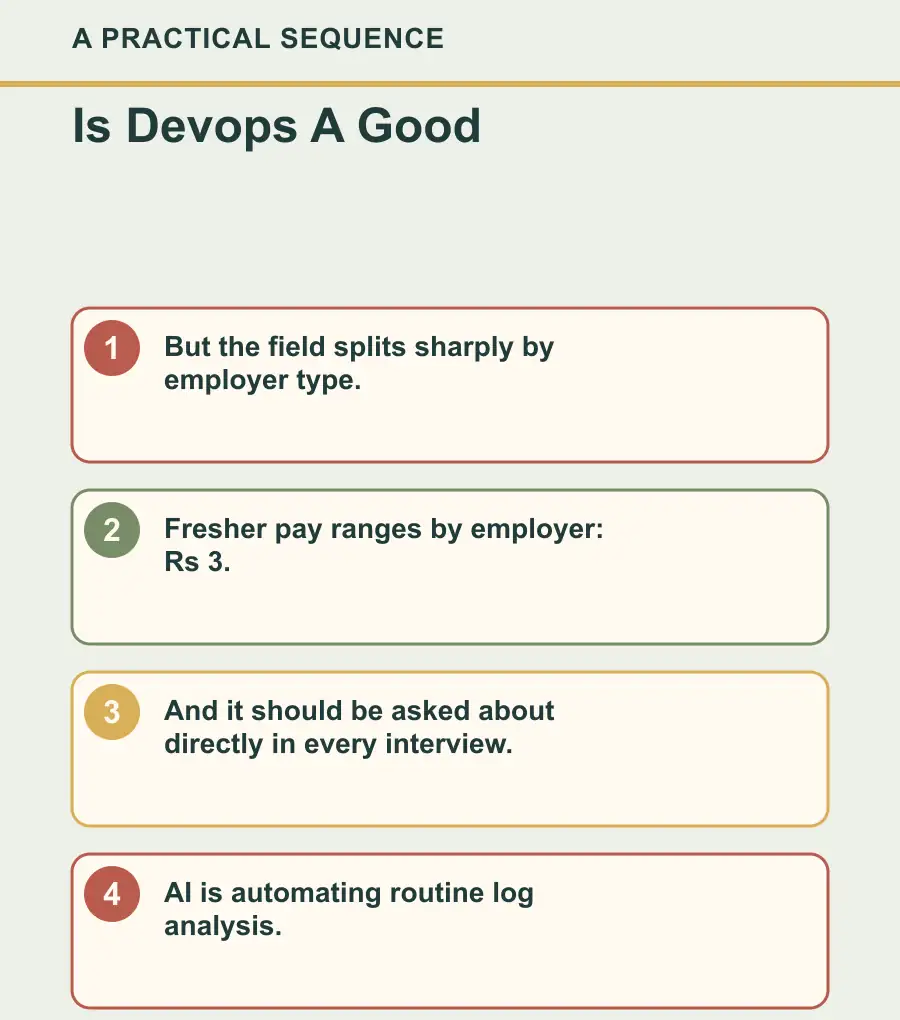 A PRACTICAL SEQUENCE
Is Devops A Good
1
But the field splits sharply by
employer type.
2
Fresher pay ranges by employer:
Rs 3.
3
And it should be asked about
directly in every interview.
4
AI is automating routine log
analysis.